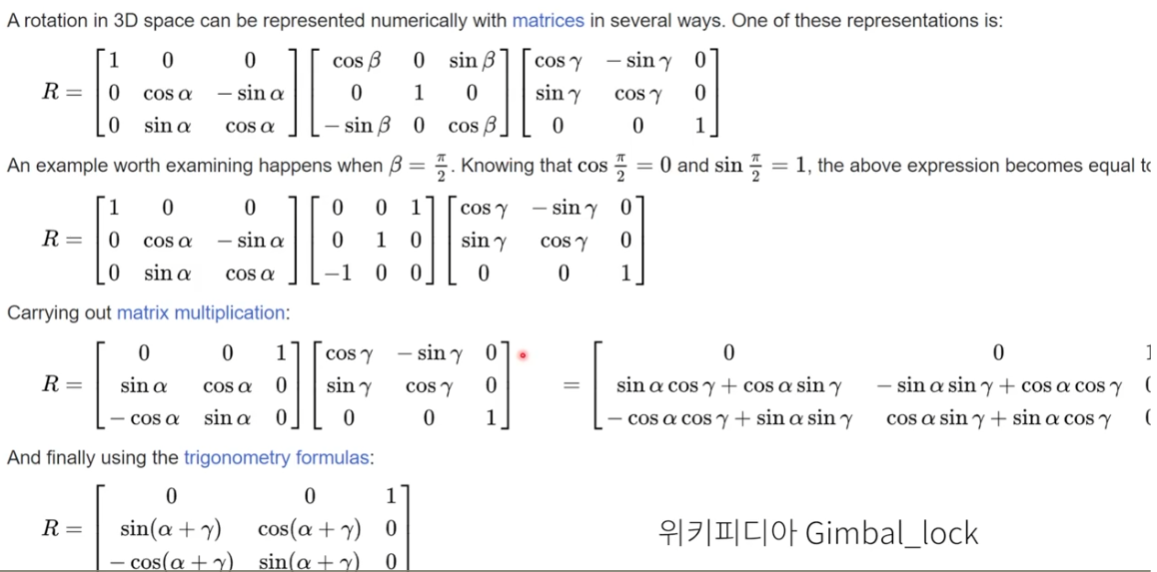 A rotation in 3D space can be represented numerically with matrices in several ways. One of these representations is:
R = [1 0 0; 0 cos α − sin α; 0 sin α cos α] [cos β 0 sin β; 0 1 0; − sin β 0 cos β] [cos γ − sin γ 0; sin γ cos γ 0; 0 0 1]
An example worth examining happens when β = π/2. Knowing that cos π/2 = 0 and sin π/2 = 1, the above expression becomes equal to
R = [1 0 0; 0 cos α − sin α; 0 sin α cos α] [0 0 1; 0 1 0; −1 0 0] [cos γ − sin γ 0; sin γ cos γ 0; 0 0 1]
Carrying out matrix multiplication:
R = [0 0 1; sin α cos α 0; − cos α sin α 0] [cos γ − sin γ 0; sin γ cos γ 0; 0 0 1] = [0 0 1; sin α cos γ + cos α sin γ − sin α sin γ + cos α cos γ 0; − cos α cos γ + sin α sin γ cos α sin γ + sin α cos γ 0
And finally using the trigonometry formulas:
R = [0 0 1; sin(α + γ) cos(α + γ) 0; − cos(α + γ) sin(α + γ) 0]
위키피디아 Gimbal_lock